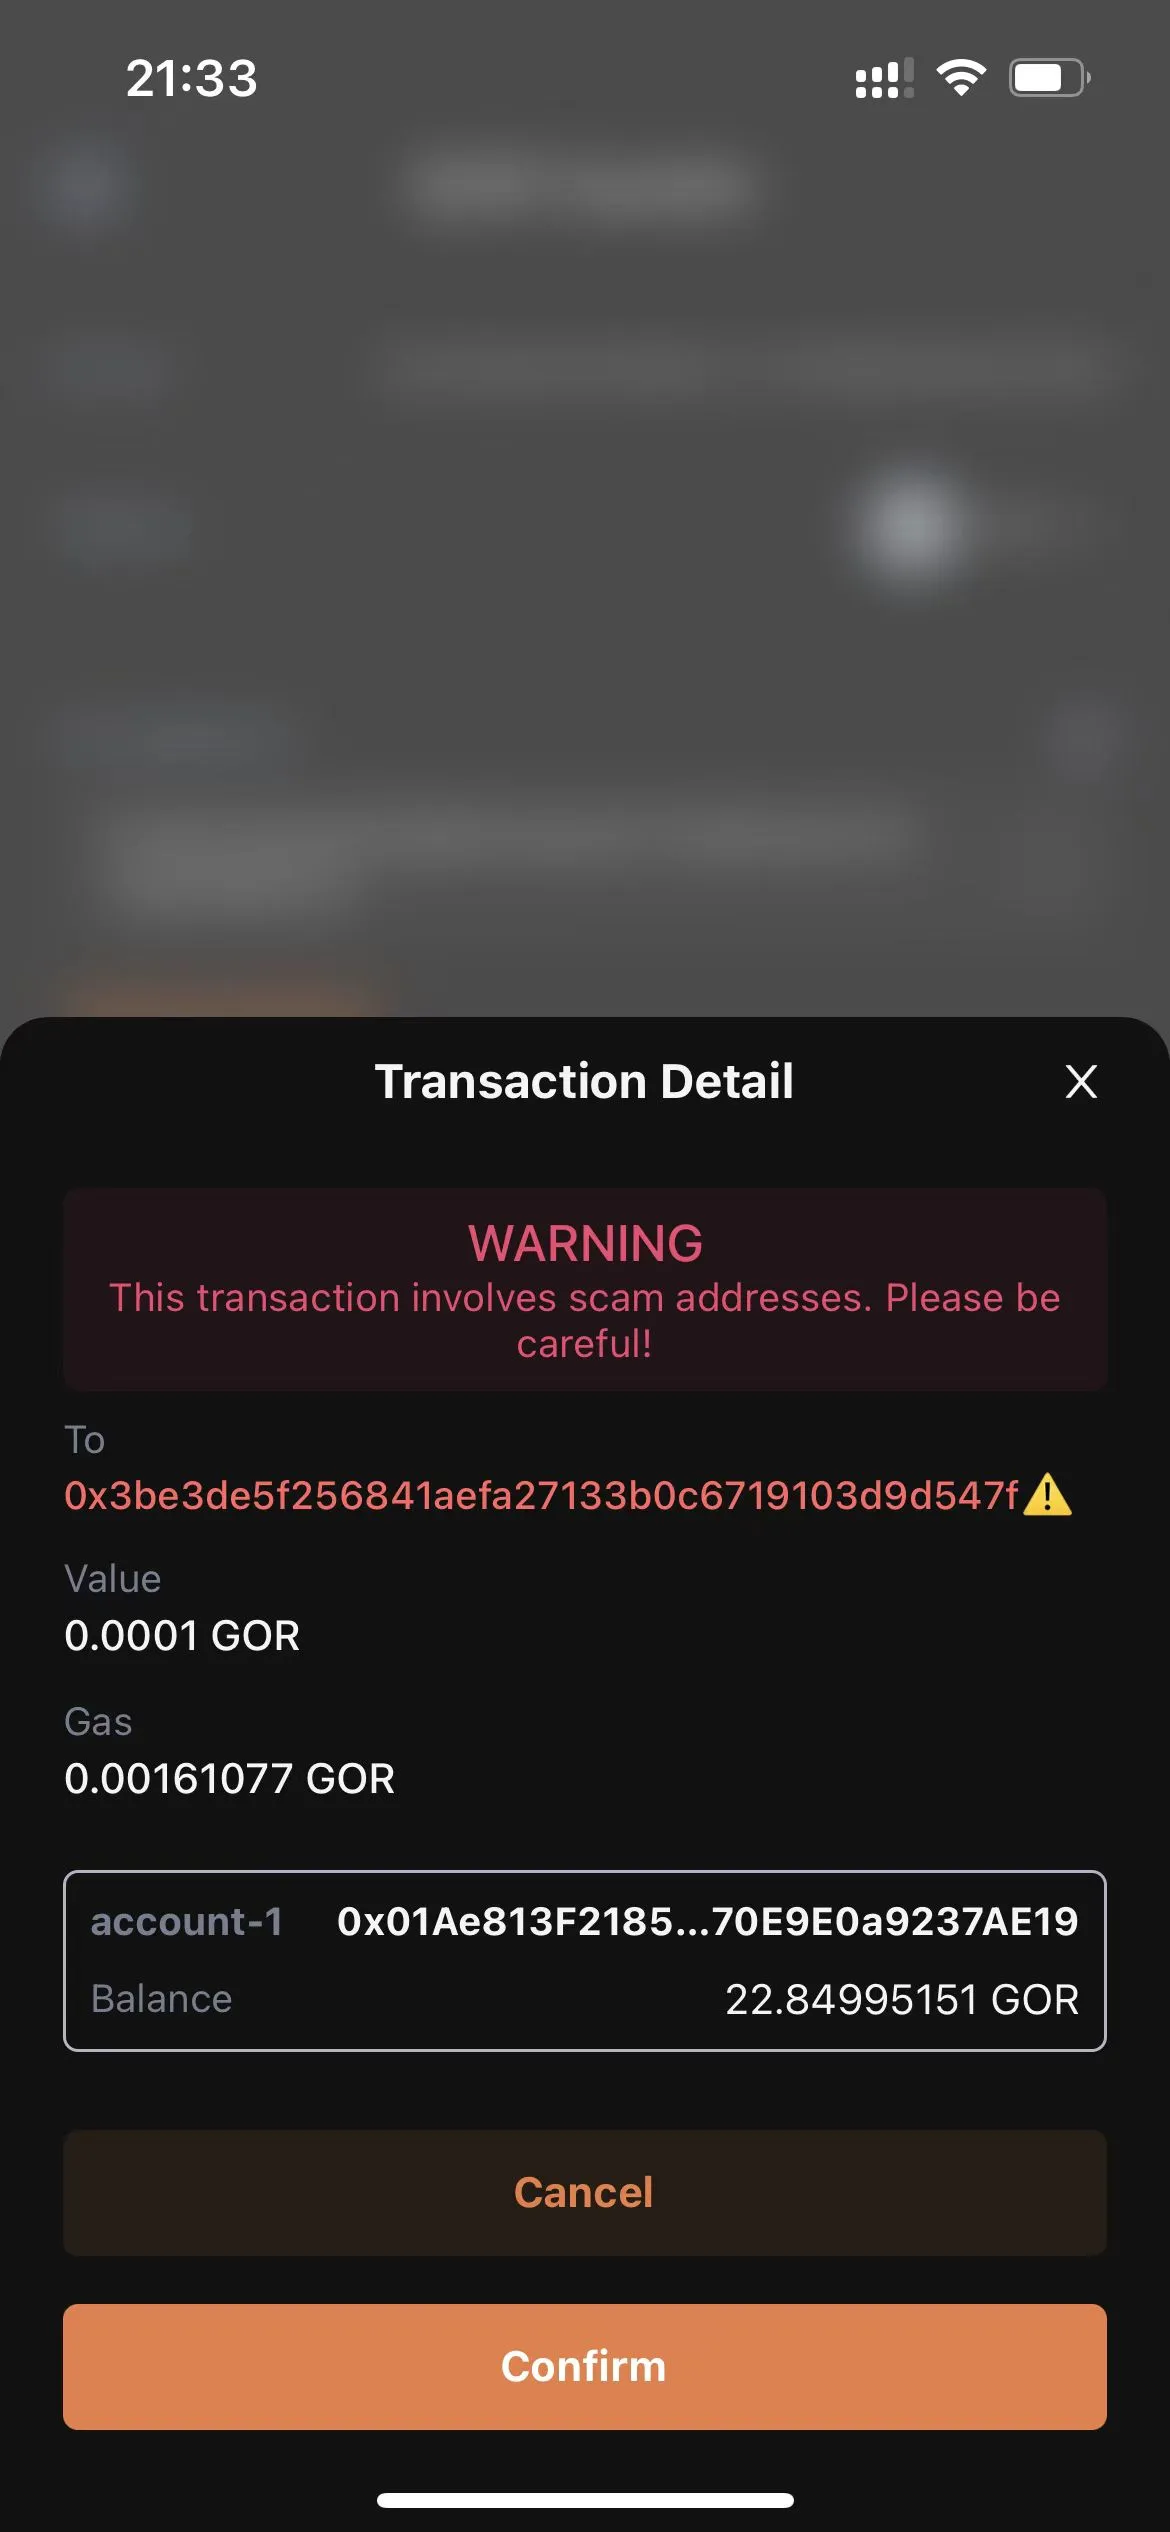 21:33
Transaction Detail
WARNING
This transaction involves scam addresses. Please be
careful!
To
0x3be3de5f256841aefa27133b0c6719103d9d547f⚠️
Value
0.0001 GOR
Gas
0.00161077 GOR
account-1 0x01Ae813F2185...70E9E0a9237AE19
Balance 22.84995151 GOR
Cancel
Confirm